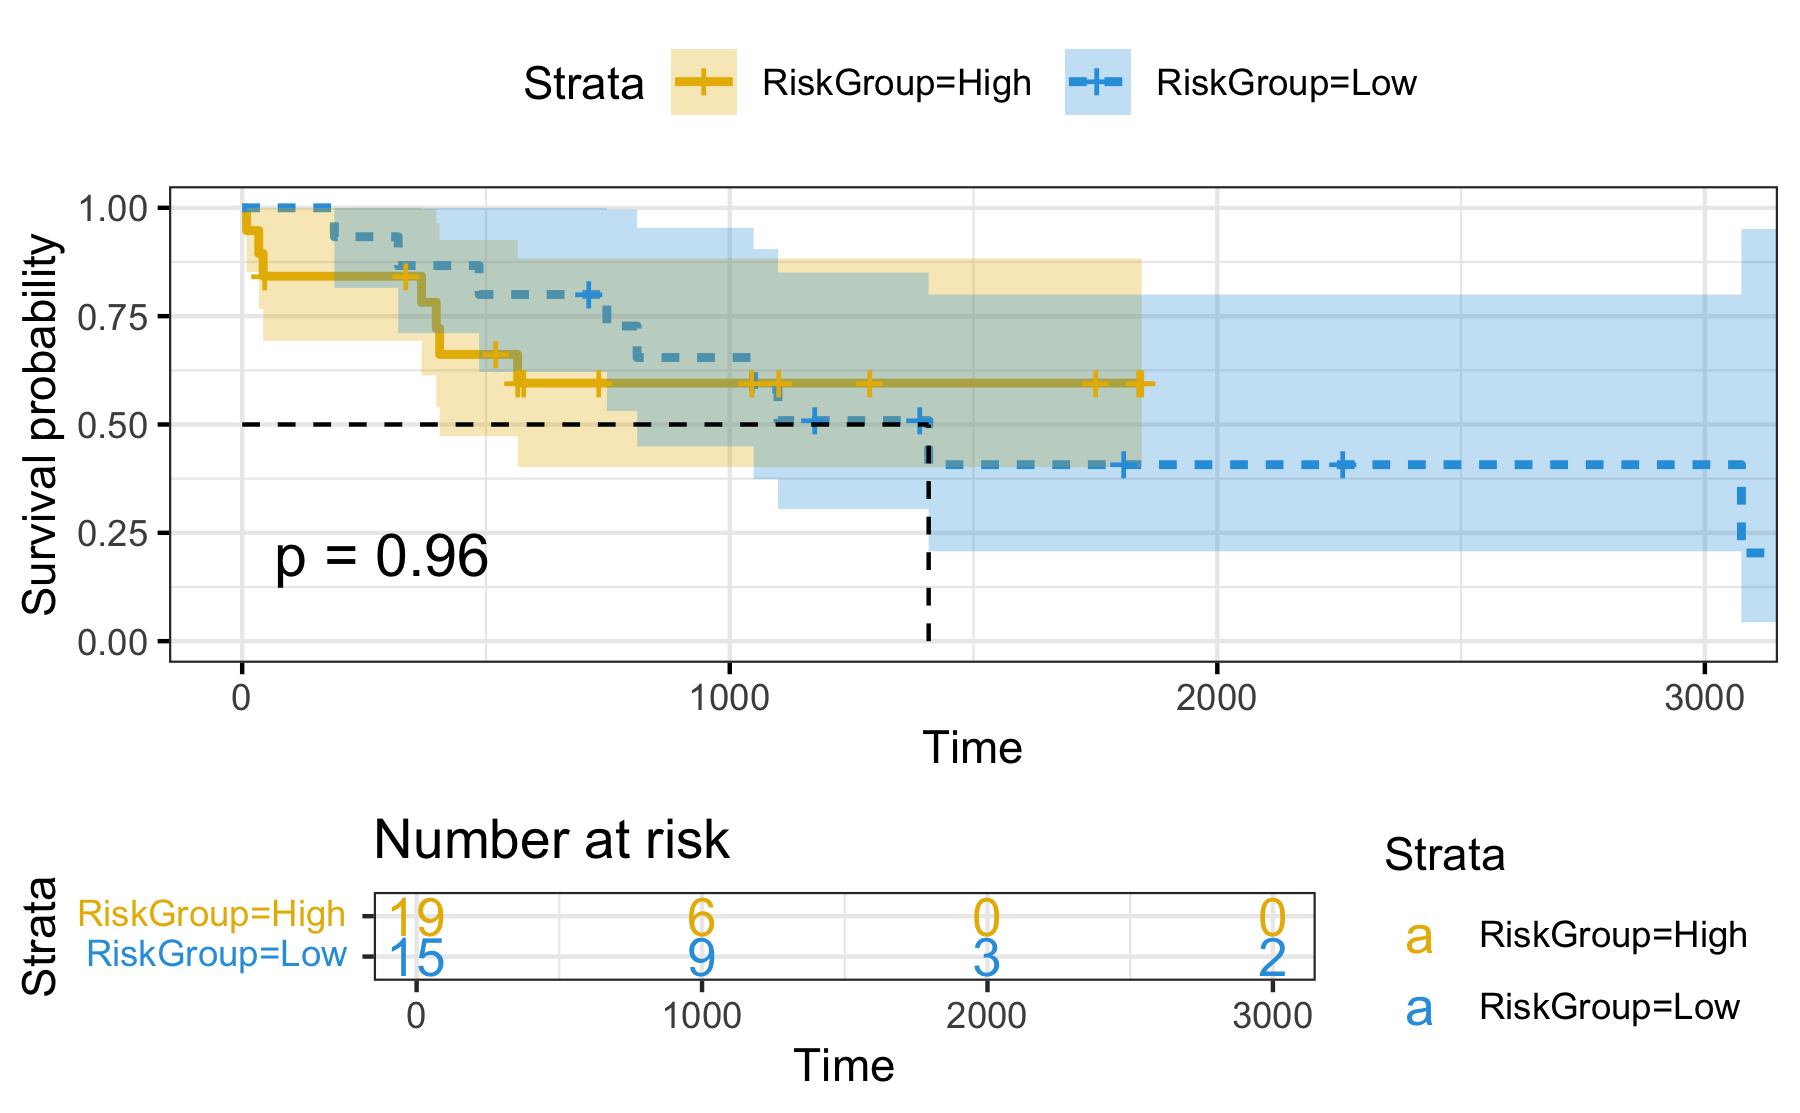 Strata RiskGroup=High RiskGroup=Low
Survival probability
1.00
0.75
0.50
0.25
0.00
p = 0.96
0 1000 2000 3000
Time
Number at risk
Strata
RiskGroup=High 19 6 0 0
RiskGroup=Low 15 9 3 2
0 1000 2000 3000
Time
Strata
a RiskGroup=High
a RiskGroup=Low